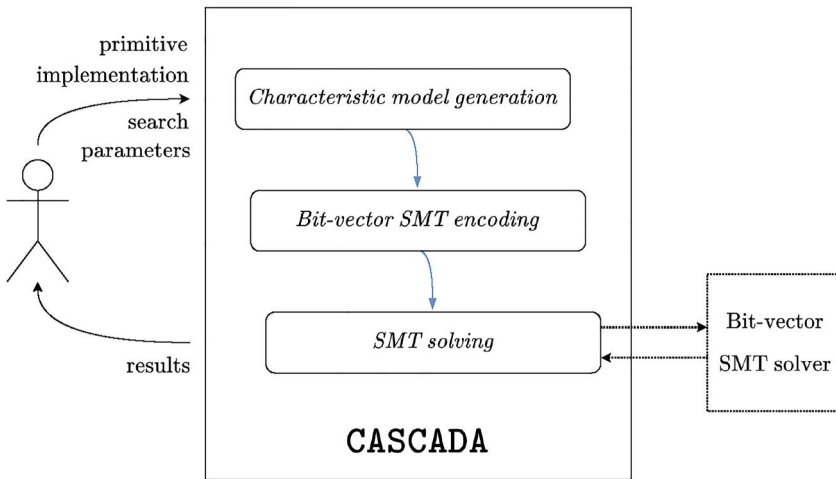 primitive
implementation
search
parameters
Characteristic model generation
Bit-vector SMT encoding
SMT solving
Bit-vector
SMT solver
results
CASCADA